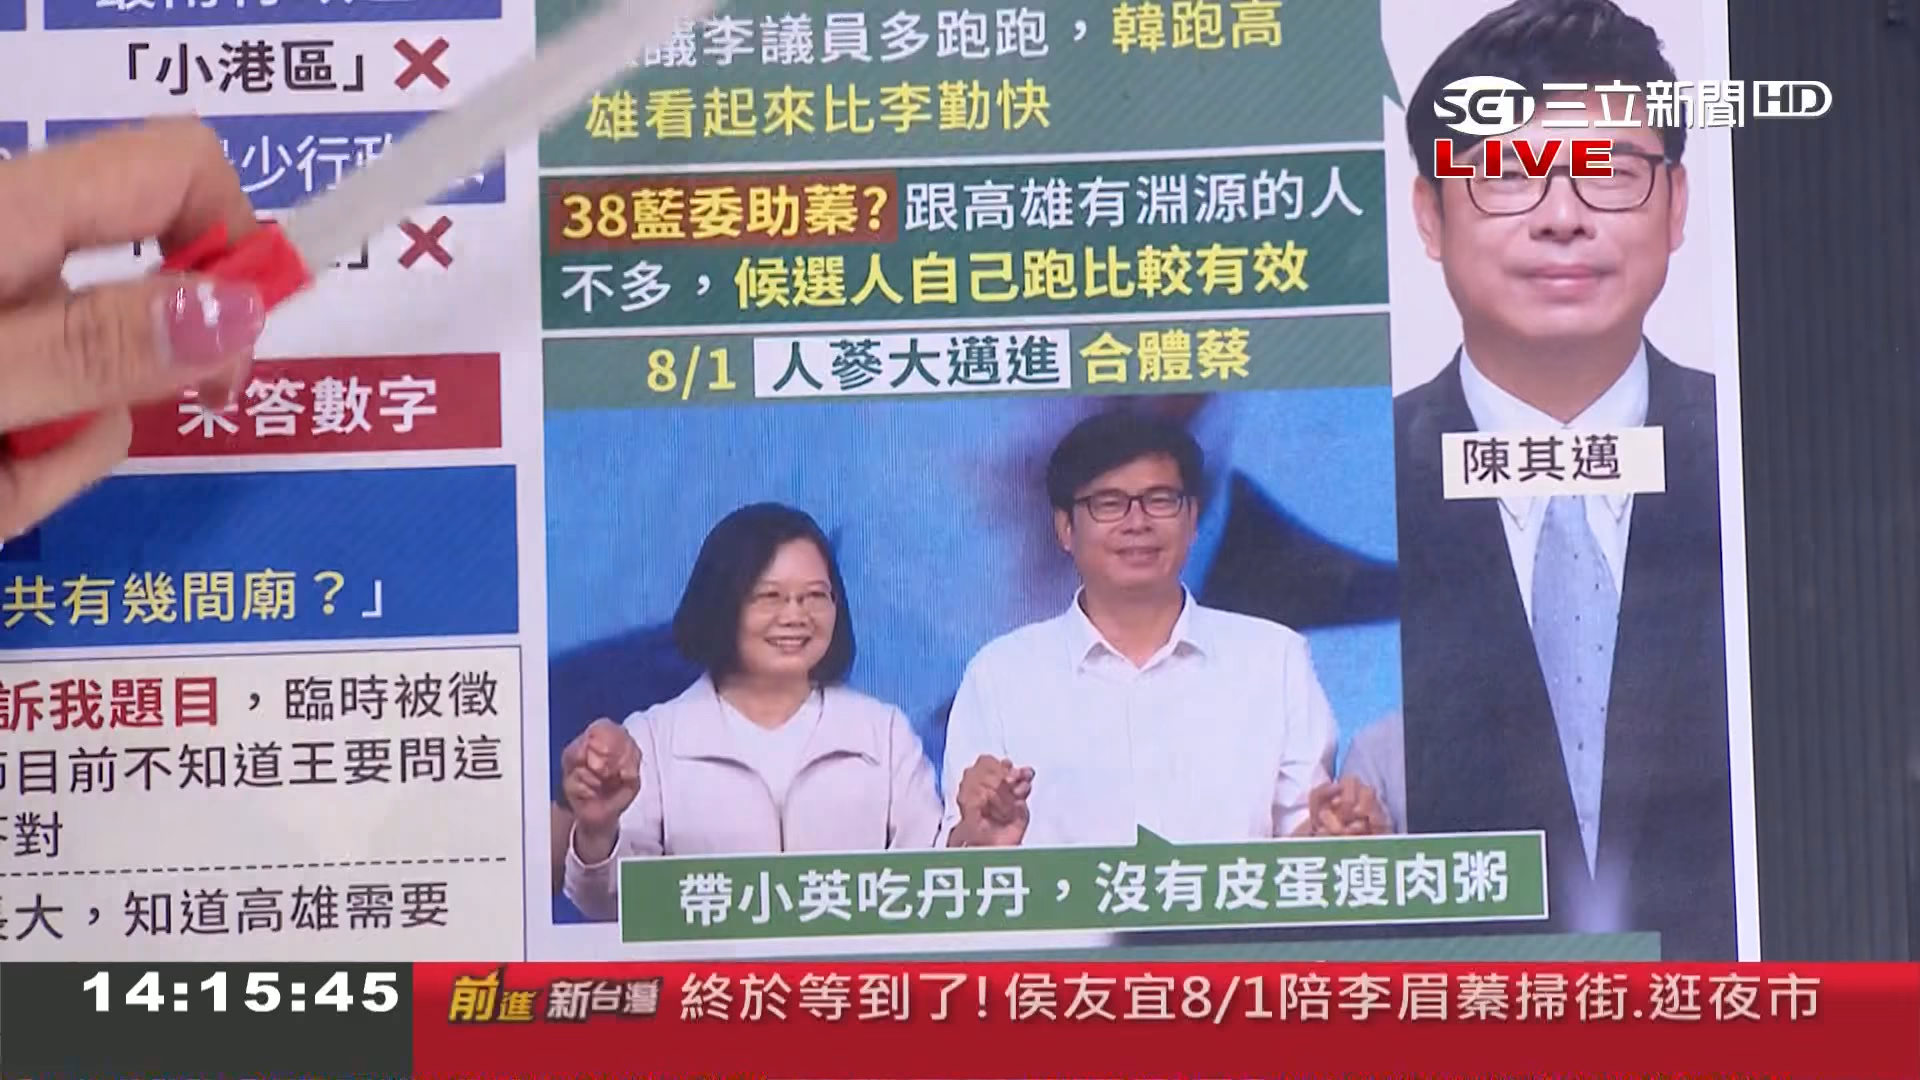 「小港區」
少行政
答數字
共有幾間廟？」
訴我題目，臨時被徵
目前不知道王要問這
對
大，知道高雄需要
議李議員多跑跑，韓跑高
雄看起來比李勤快
38藍委助蓁?跟高雄有淵源的人
不多，候選人自己跑比較有效
8/1 人蔘大邁進 合體蔡
帶小英吃丹丹，沒有皮蛋瘦肉粥
陳其邁
SET三立新聞HD
LIVE
14:15:45
前進新台灣 終於等到了!侯友宜8/1陪李眉蓁掃街.逛夜市